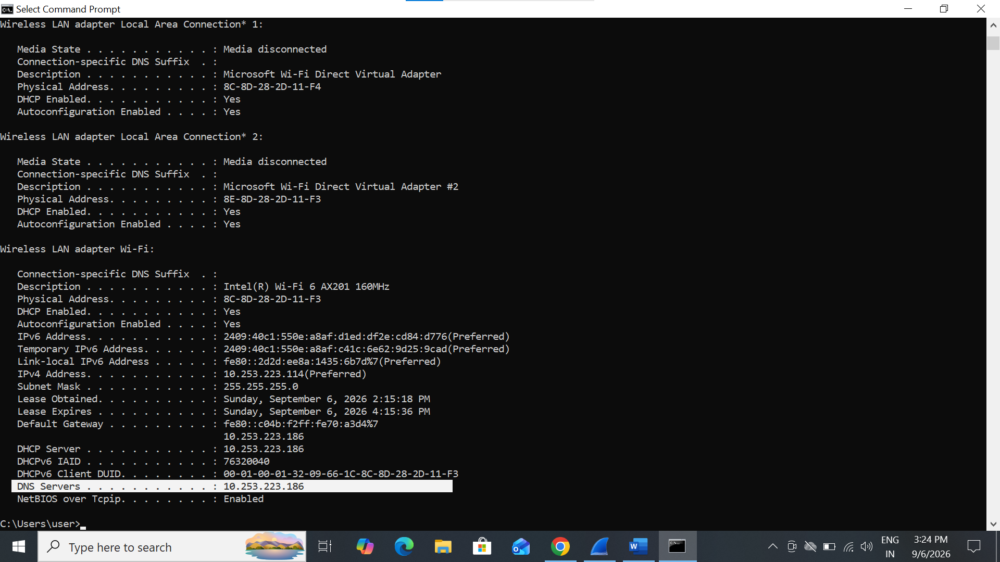 Select Command Prompt
Wireless LAN adapter Local Area Connection* 1:
Media State . . . . . . . . . . . : Media disconnected
Connection-specific DNS Suffix  . :
Description . . . . . . . . . . . : Microsoft Wi-Fi Direct Virtual Adapter
Physical Address. . . . . . . . . : 8C-8D-28-2D-11-F4
DHCP Enabled. . . . . . . . . . . : Yes
Autoconfiguration Enabled . . . . : Yes
Wireless LAN adapter Local Area Connection* 2:
Media State . . . . . . . . . . . : Media disconnected
Connection-specific DNS Suffix  . :
Description . . . . . . . . . . . : Microsoft Wi-Fi Direct Virtual Adapter #2
Physical Address. . . . . . . . . : 8E-8D-28-2D-11-F3
DHCP Enabled. . . . . . . . . . . : Yes
Autoconfiguration Enabled . . . . : Yes
Wireless LAN adapter Wi-Fi:
Connection-specific DNS Suffix  . :
Description . . . . . . . . . . . : Intel(R) Wi-Fi 6 AX201 160MHz
Physical Address. . . . . . . . . : 8C-8D-28-2D-11-F3
DHCP Enabled. . . . . . . . . . . : Yes
Autoconfiguration Enabled . . . . : Yes
IPv6 Address. . . . . . . . . . . : 2409:40c1:550e:a8af:d1ed:df2e:cd84:d776(Preferred)
Temporary IPv6 Address. . . . . . : 2409:40c1:550e:a8af:c41c:6e62:9d25:9cad(Preferred)
Link-local IPv6 Address . . . . . : fe80::2d2d:ee8a:1435:6b7d%7(Preferred)
IPv4 Address. . . . . . . . . . . : 10.253.223.114(Preferred)
Subnet Mask . . . . . . . . . . . : 255.255.255.0
Lease Obtained. . . . . . . . . . : Sunday, September 6, 2026 2:15:18 PM
Lease Expires . . . . . . . . . . : Sunday, September 6, 2026 4:15:36 PM
Default Gateway . . . . . . . . . : fe80::c04b:f2ff:fe70:a3d4%7
10.253.223.186
DHCP Server . . . . . . . . . . . : 10.253.223.186
DHCPv6 IAID . . . . . . . . . . . : 76320040
DHCPv6 Client DUID. . . . . . . . : 00-01-00-01-32-09-66-1C-8C-8D-28-2D-11-F3
DNS Servers . . . . . . . . . . . : 10.253.223.186
NetBIOS over Tcpip. . . . . . . . : Enabled
C:\Users\user>
Type here to search
ENG
IN
3:24 PM
9/6/2026